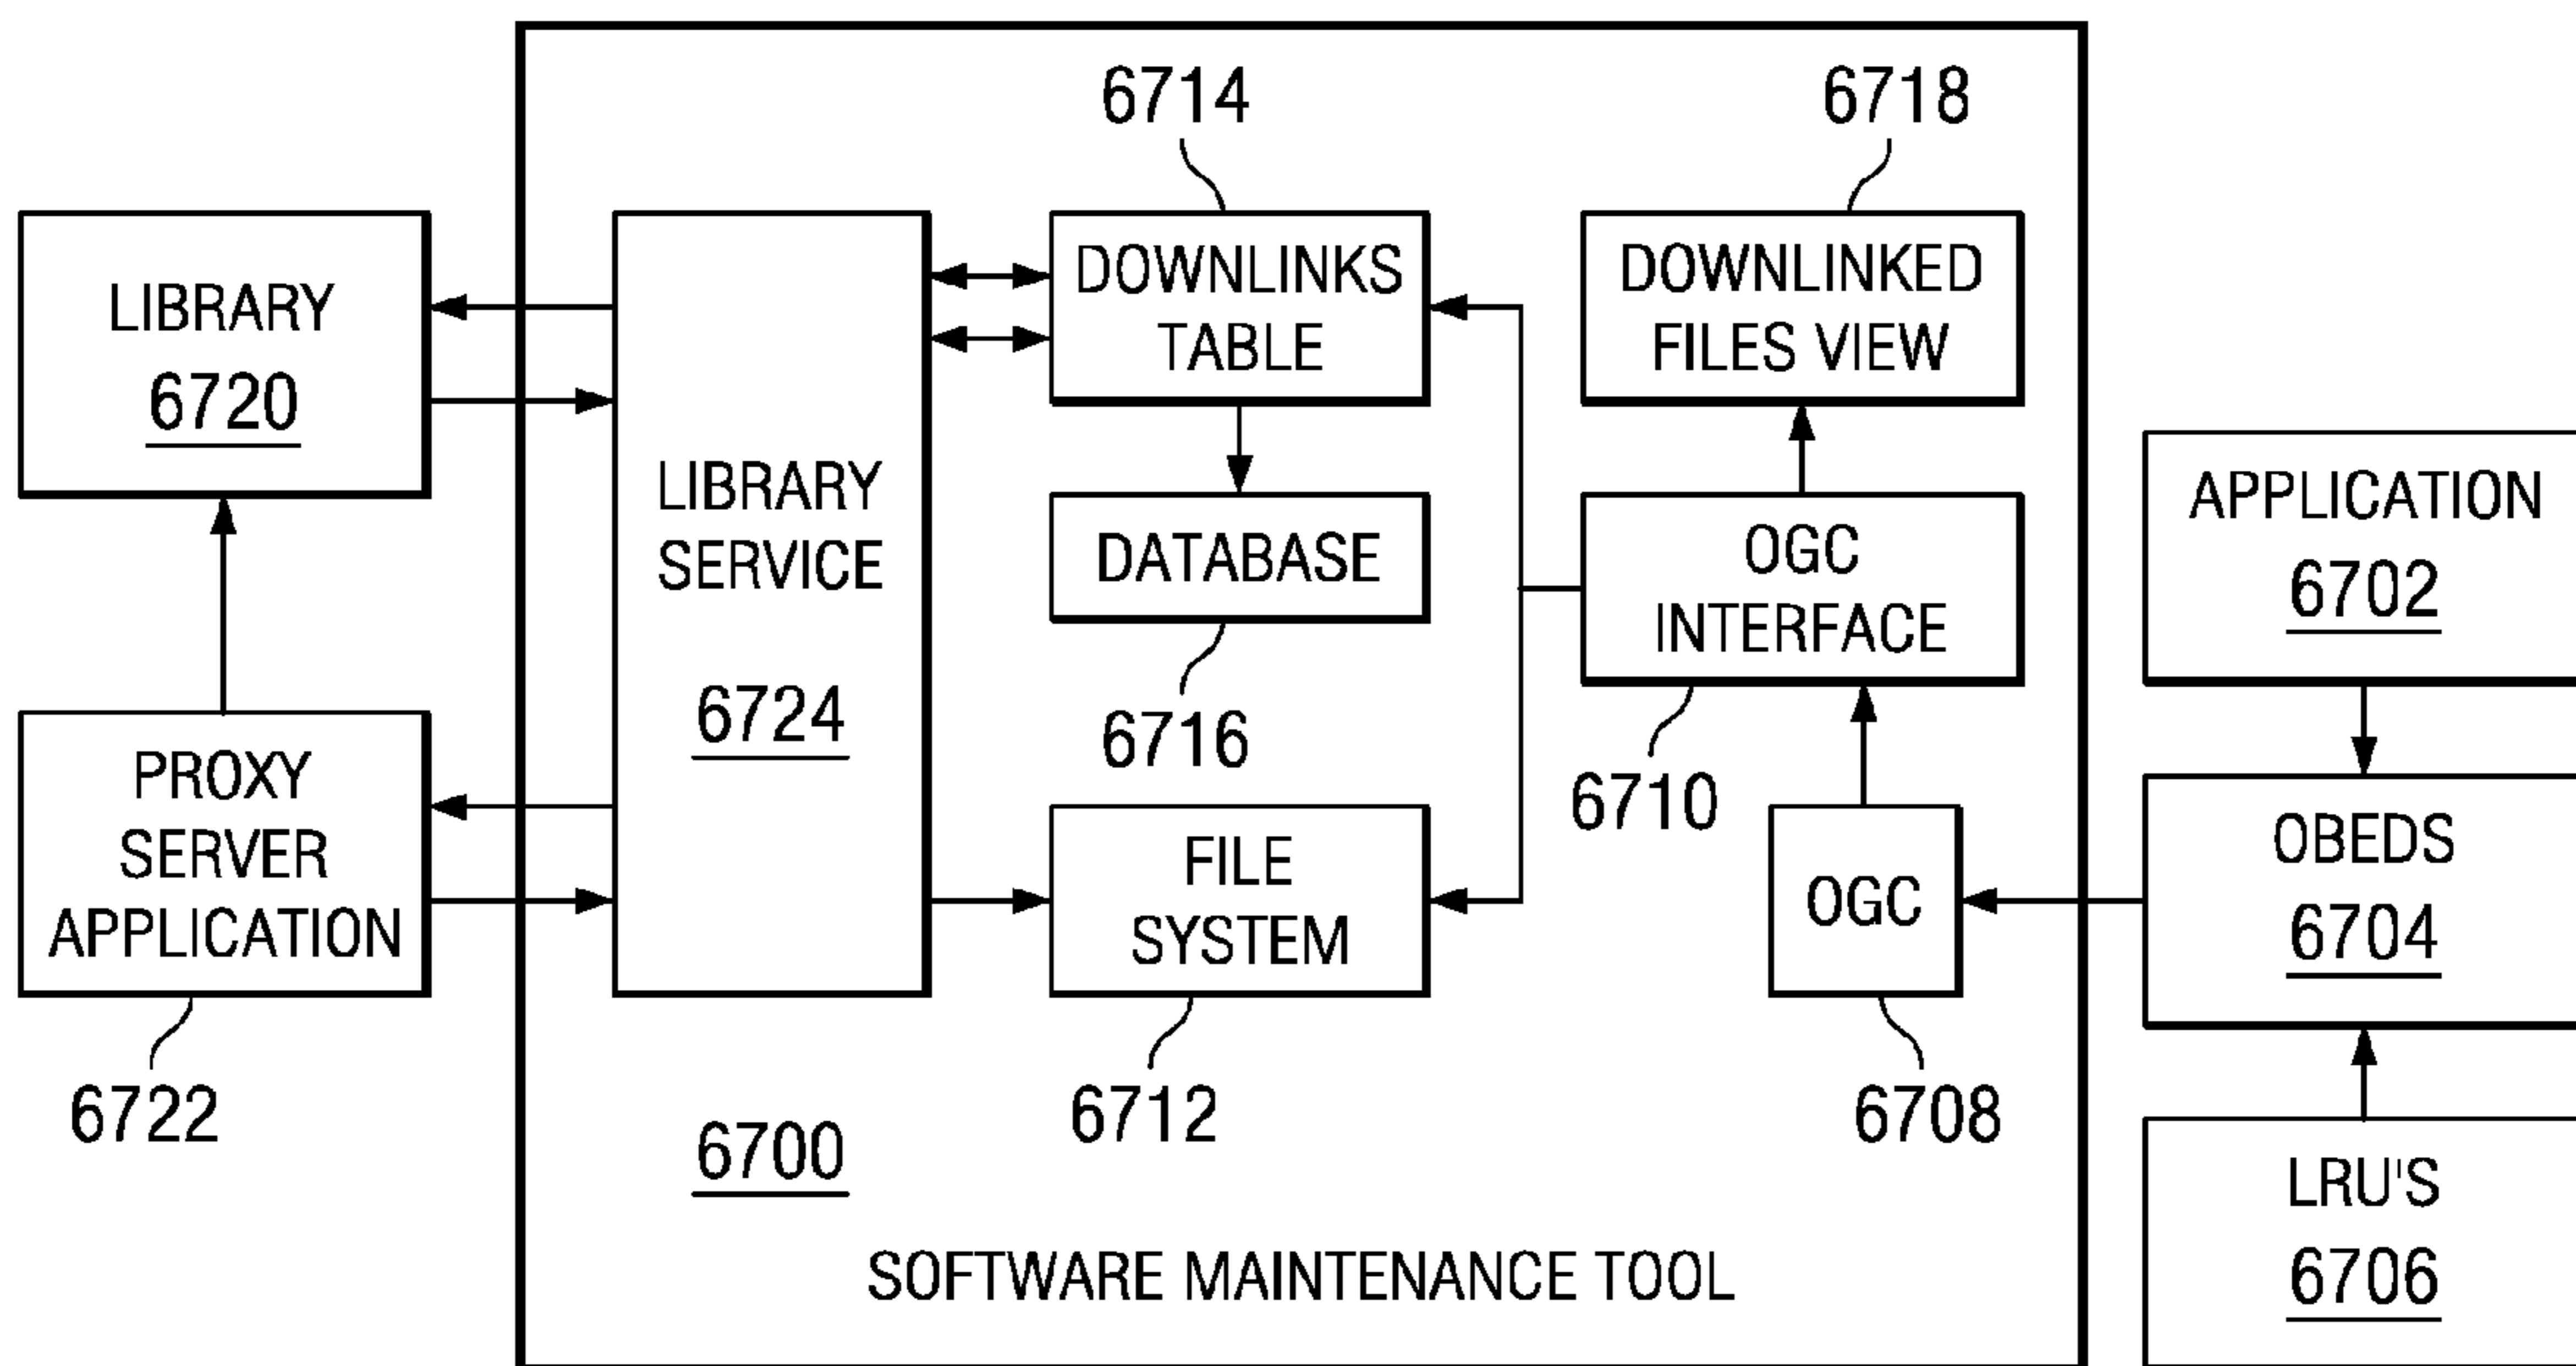 6714
6718
LIBRARY
6720
LIBRARY
SERVICE
6724
DOWNLINKS
TABLE
DOWNLINKED
FILES VIEW
DATABASE
6716
OGC
INTERFACE
6710
APPLICATION
6702
PROXY
SERVER
APPLICATION
6722
FILE
SYSTEM
6712
OGC
6708
OBEDS
6704
LRU'S
6706
6700
SOFTWARE MAINTENANCE TOOL